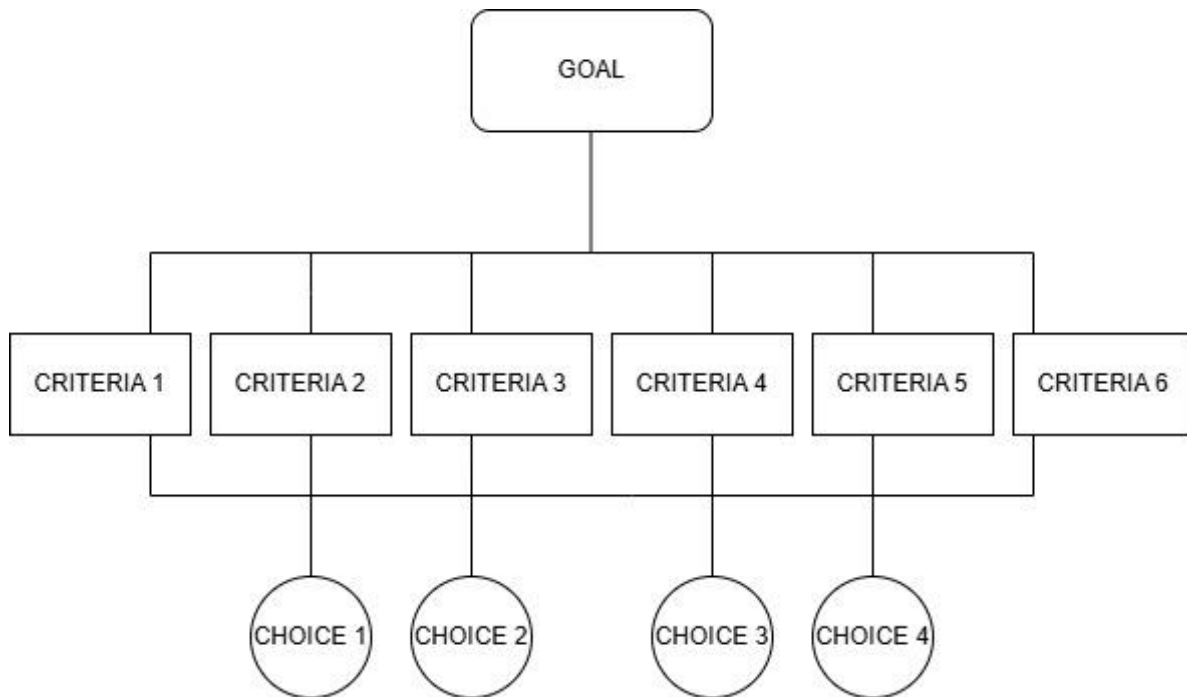 GOAL
CRITERIA 1
CRITERIA 2
CRITERIA 3
CRITERIA 4
CRITERIA 5
CRITERIA 6
CHOICE 1
CHOICE 2
CHOICE 3
CHOICE 4